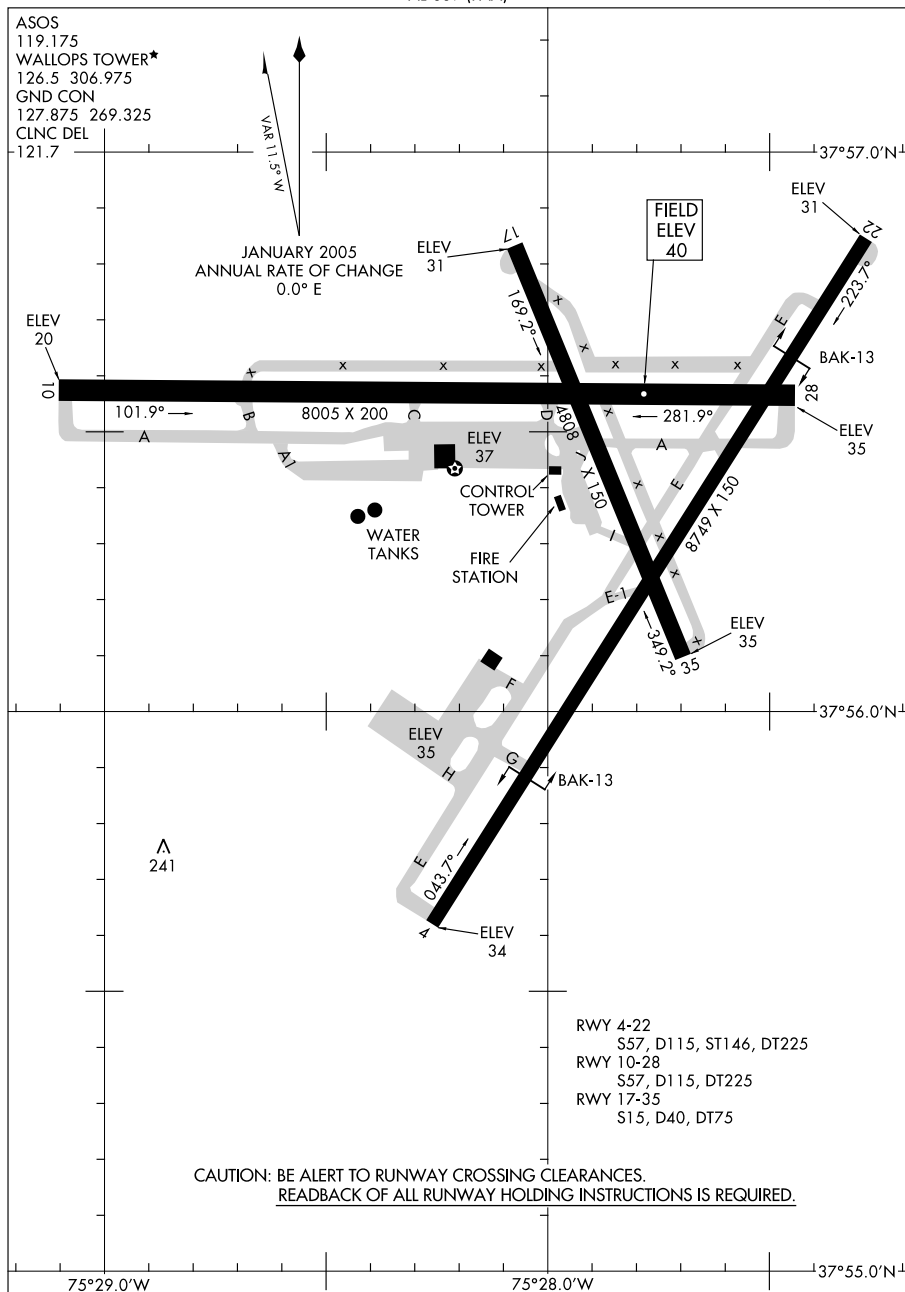 ASOS
119.175
WALLOPS TOWER★
126.5 306.975
GND CON
127.875 269.325
CLNC DEL
121.7
VAR 11.5° W
JANUARY 2005
ANNUAL RATE OF CHANGE
0.0° E
37°57.0'N
ELEV
31
17
FIELD
ELEV
40
ELEV
31
22
223.7°
169.2°
ELEV
20
10
x
x
x
x
x
x
x
x
x
E
BAK-13
101.9°
8005 X 200
281.9°
28
ELEV
35
A
B
C
D
A
A1
ELEV
37
4808 X 150
J
x
x
E
8749 X 150
CONTROL
TOWER
WATER
TANKS
FIRE
STATION
I
x
x
E-1
349.2°
x
35
ELEV
35
F
37°56.0'N
ELEV
35
H
G
BAK-13
241
E
043.7°
4
ELEV
34
RWY 4-22
S57, D115, ST146, DT225
RWY 10-28
S57, D115, DT225
RWY 17-35
S15, D40, DT75
CAUTION: BE ALERT TO RUNWAY CROSSING CLEARANCES.
READBACK OF ALL RUNWAY HOLDING INSTRUCTIONS IS REQUIRED.
37°55.0'N
75°29.0'W
75°28.0'W